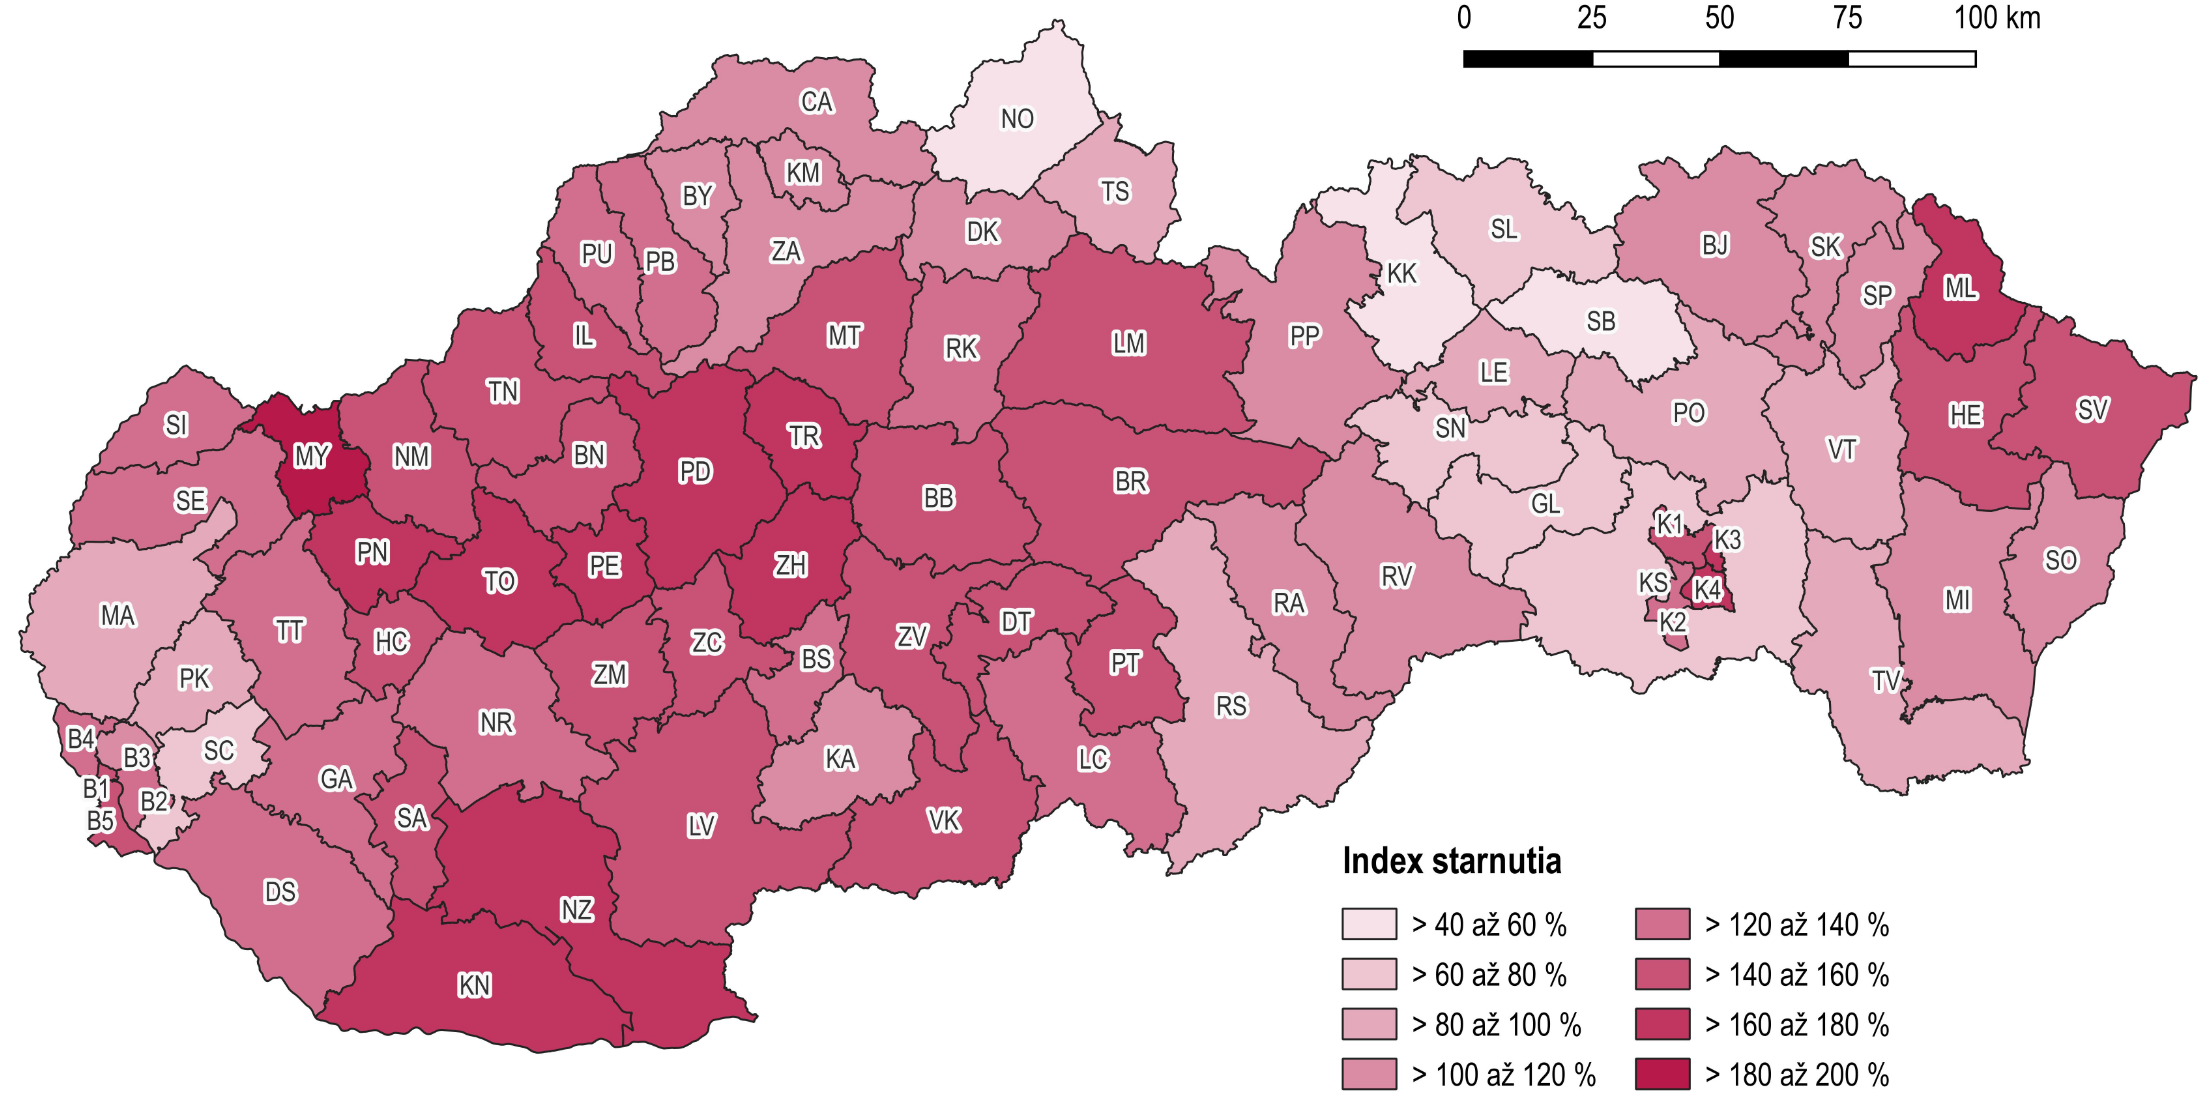 0 25 50 75 100 km
CA
NO
KM
BY
TS
DK
SL
PU
PB
ZA
BJ
SK
KK
SP
ML
SB
IL
MT
RK
LM
PP
LE
TN
SI
PO
HE
SV
TR
SN
MY
NM
BN
PD
VT
BR
BB
SE
GL
K1
K3
PN
TO
PE
ZH
RV
KS
K4
SO
MA
RA
MI
TT
DT
K2
HC
ZC
ZV
BS
PT
PK
ZM
TV
RS
NR
B4
B3
SC
KA
LC
GA
B1
B2
B5
SA
LV
VK
DS
NZ
KN
Index starnutia
> 40 až 60 %
> 60 až 80 %
> 80 až 100 %
> 100 až 120 %
> 120 až 140 %
> 140 až 160 %
> 160 až 180 %
> 180 až 200 %